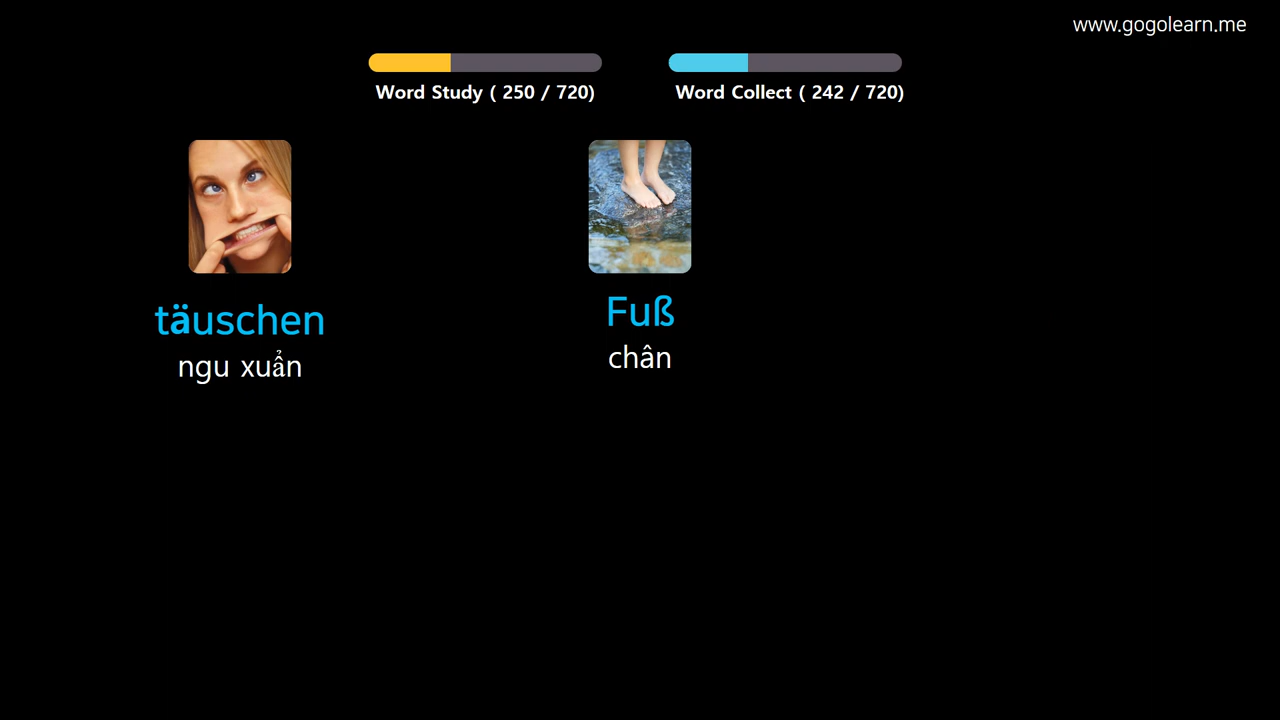 www.gogolearn.me
Word Study ( 250 / 720)
Word Collect ( 242 / 720)
täuschen
Fuß
ngu xuẩn
chân